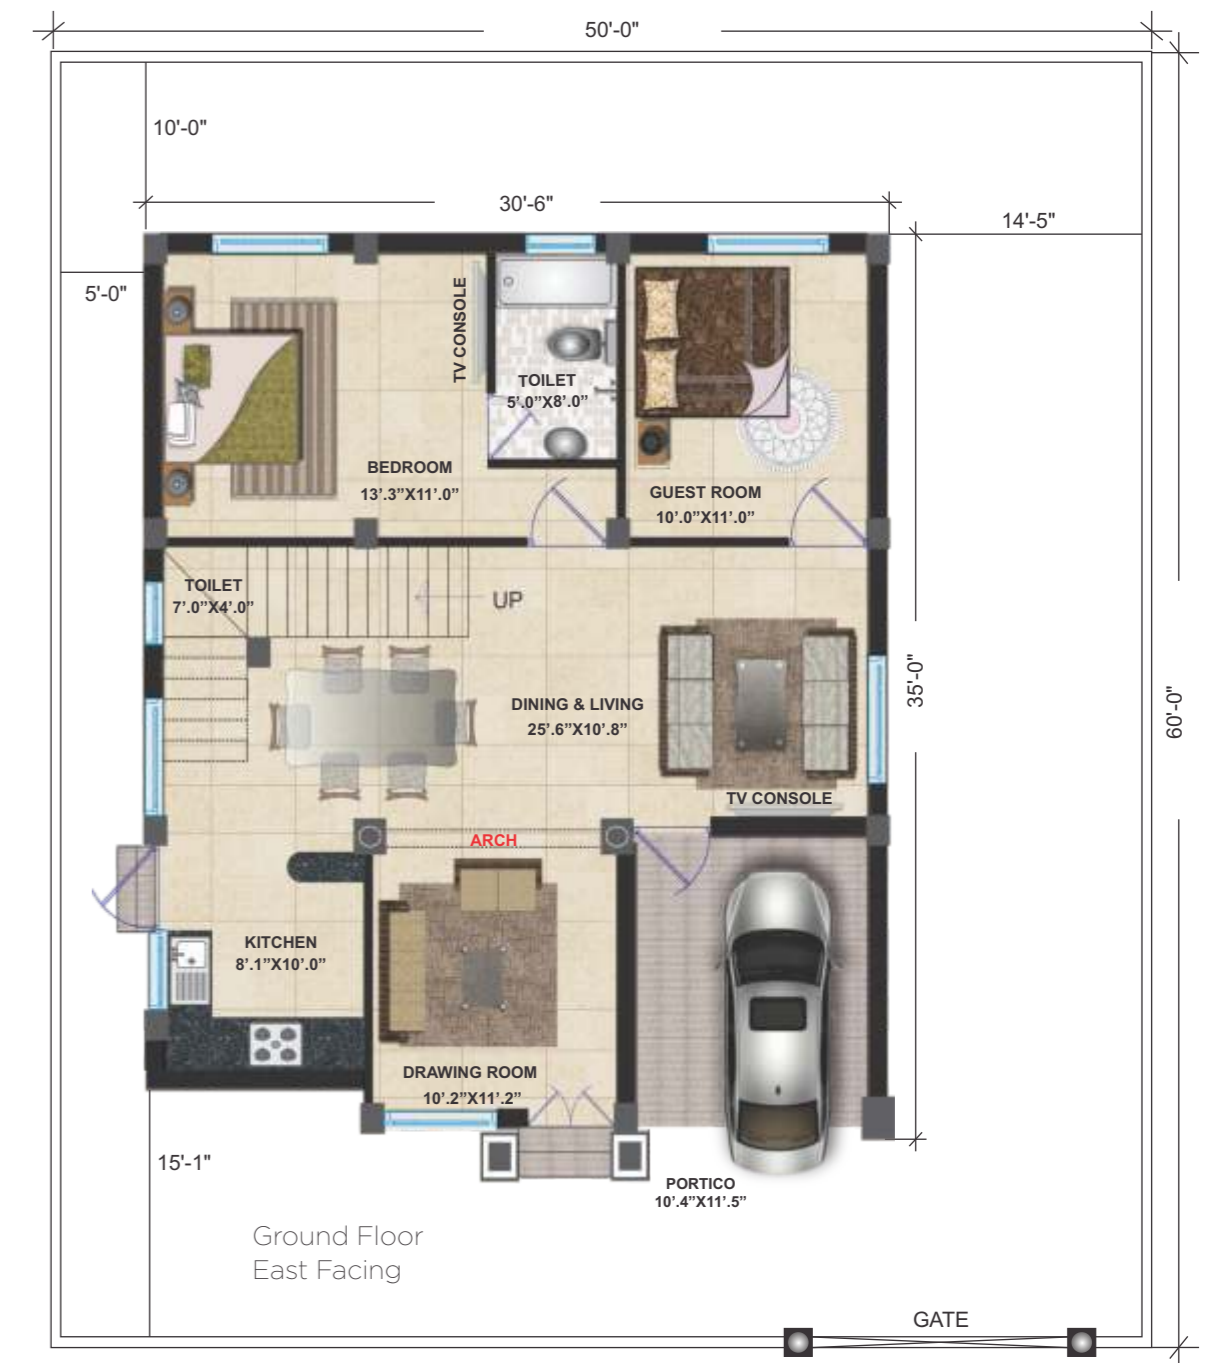 50'-0"
10'-0"
30'-6"
14'-5"
5'-0"
TV CONSOLE
TOILET
5’.0”X8’.0”
BEDROOM
13’.3”X11’.0”
GUEST ROOM
10’.0”X11’.0”
TOILET
7’.0”X4’.0”
UP
35'-0"
60'-0"
DINING & LIVING
25’.6”X10’.8”
TV CONSOLE
ARCH
KITCHEN
8’.1”X10’.0”
DRAWING ROOM
10’.2”X11’.2”
15'-1"
PORTICO
10’.4”X11’.5”
Ground Floor
East Facing
GATE